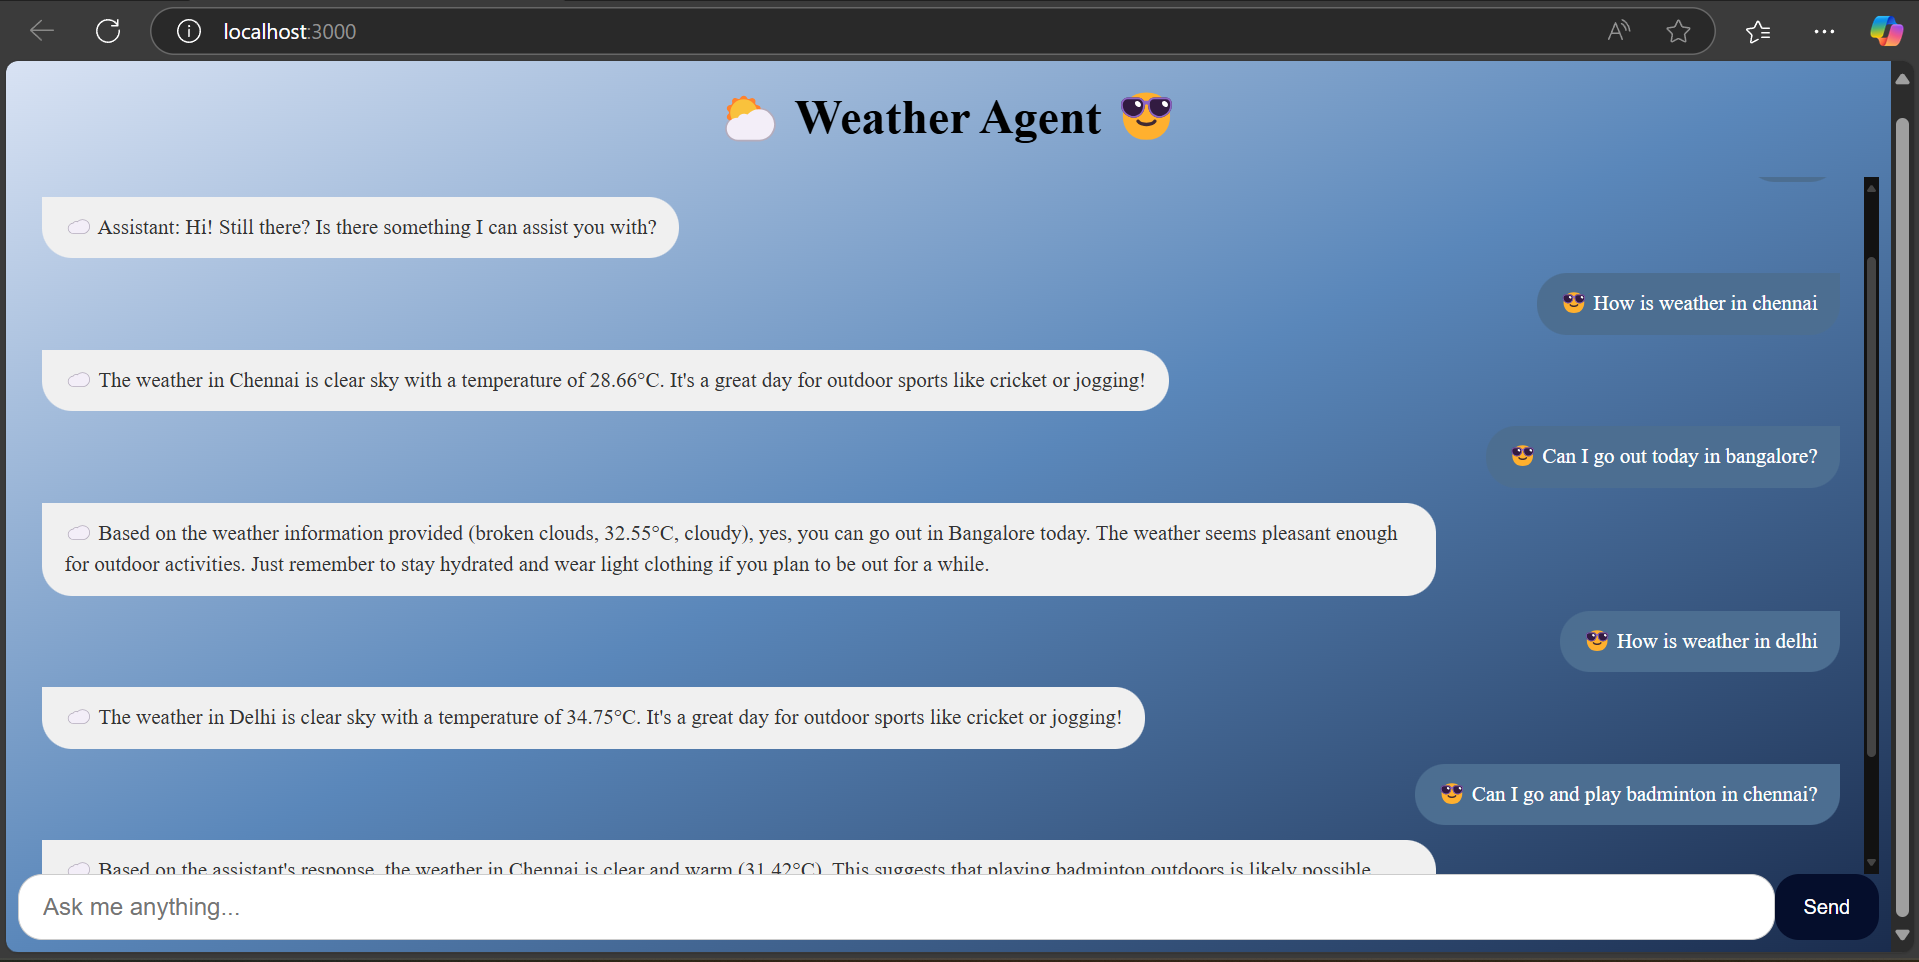 localhost:3000
Weather Agent
Assistant: Hi! Still there? Is there something I can assist you with?
How is weather in chennai
The weather in Chennai is clear sky with a temperature of 28.66°C. It's a great day for outdoor sports like cricket or jogging!
Can I go out today in bangalore?
Based on the weather information provided (broken clouds, 32.55°C, cloudy), yes, you can go out in Bangalore today. The weather seems pleasant enough
for outdoor activities. Just remember to stay hydrated and wear light clothing if you plan to be out for a while.
How is weather in delhi
The weather in Delhi is clear sky with a temperature of 34.75°C. It's a great day for outdoor sports like cricket or jogging!
Can I go and play badminton in chennai?
Based on the assistant's response, the weather in Chennai is clear and warm (31.42°C). This suggests that playing badminton outdoors is likely possible
Ask me anything...
Send